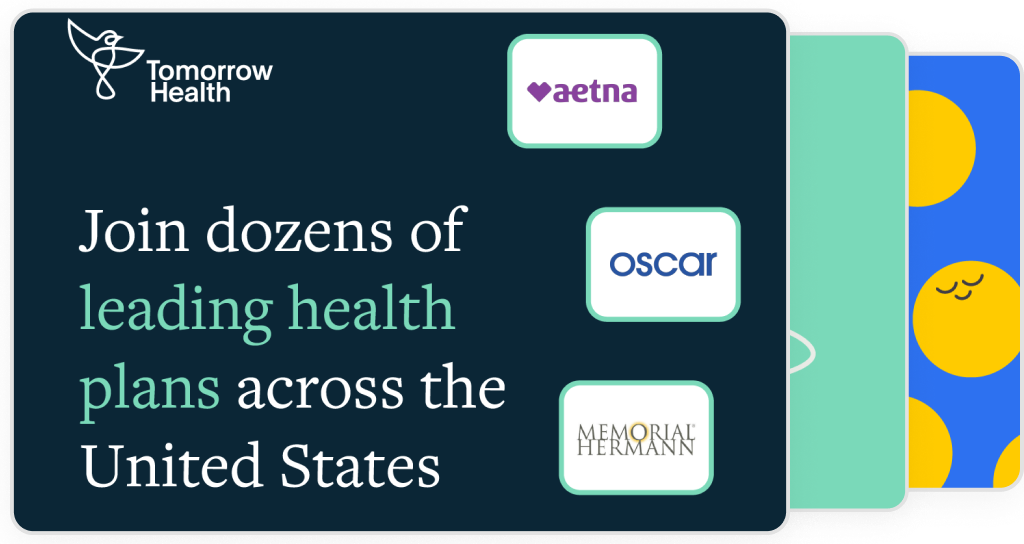 Tomorrow
Health
aetna
Join dozens of
leading health
plans across the
United States
oscar
MEMORIAL®
HERMANN